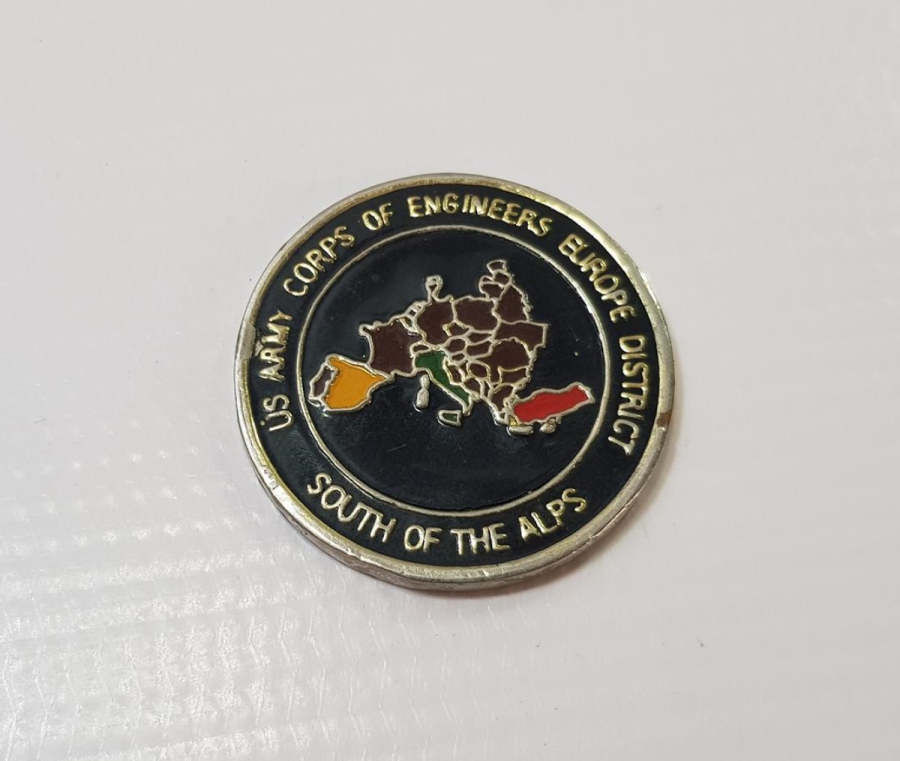 US ARMY CORPS OF ENGINEERS EUROPE DISTRICT
SOUTH OF THE ALPS